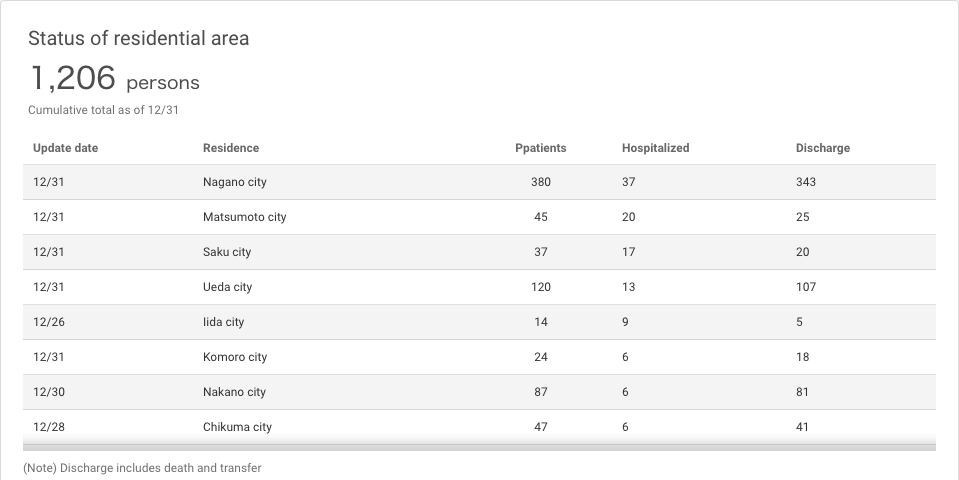 Status of residential area
1,206 persons
Cumulative total as of 12/31
Update date Residence Ppatients Hospitalized Discharge
12/31 Nagano city 380 37 343
12/31 Matsumoto city 45 20 25
12/31 Saku city 37 17 20
12/31 Ueda city 120 13 107
12/26 Iida city 14 9 5
12/31 Komoro city 24 6 18
12/30 Nakano city 87 6 81
12/28 Chikuma city 47 6 41
(Note) Discharge includes death and transfer